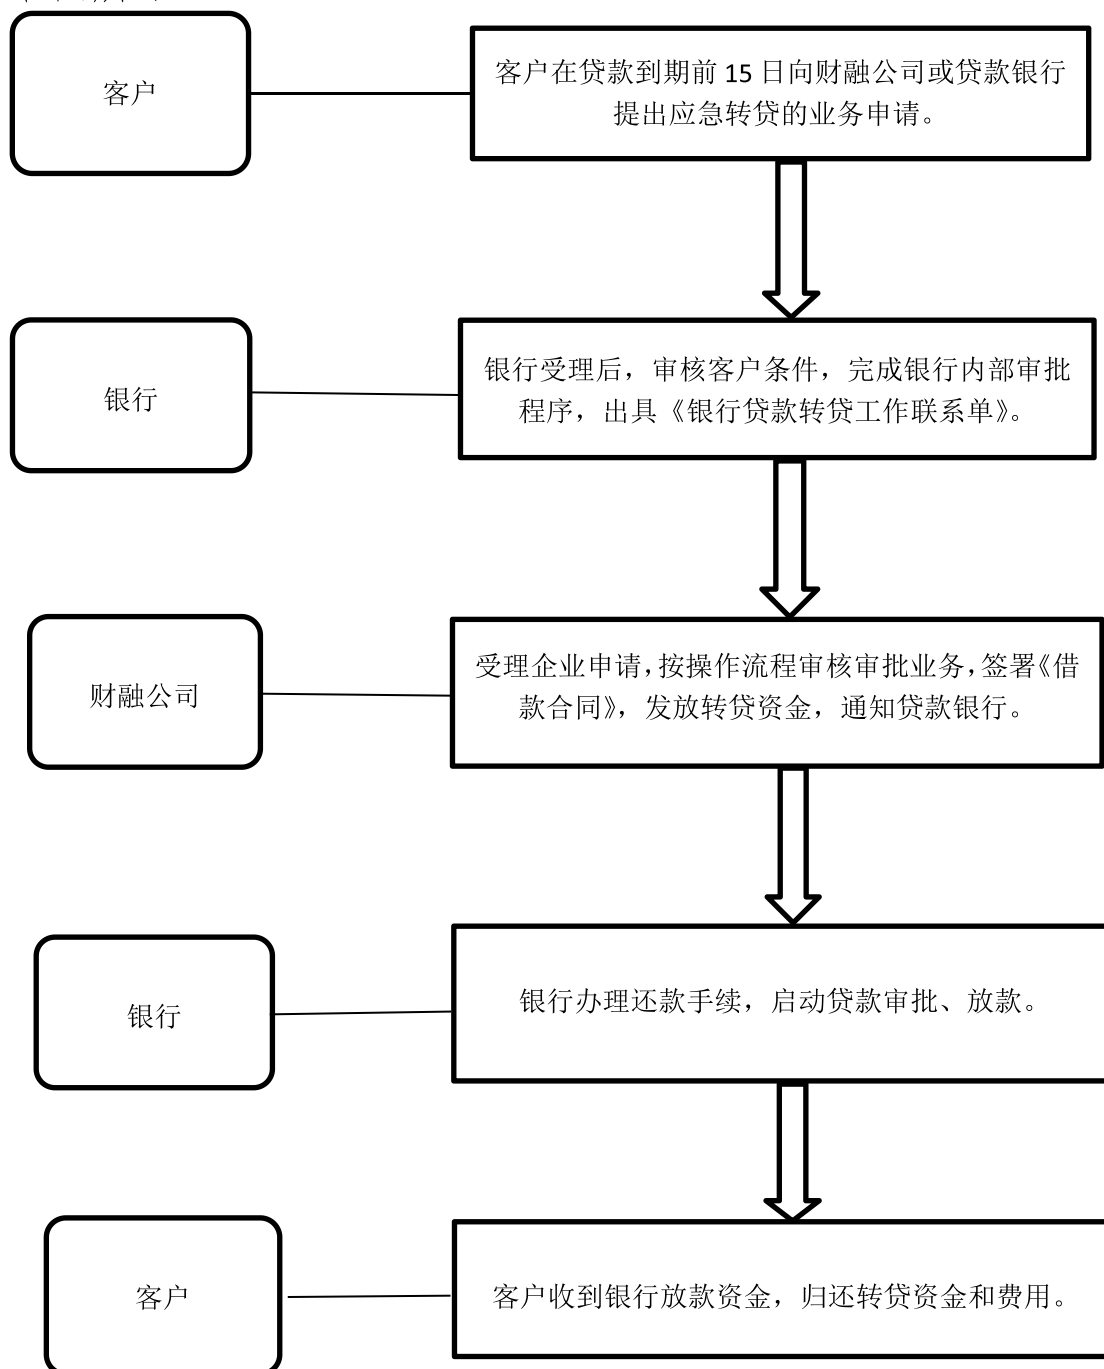 客户
客户在贷款到期前 15 日向财融公司或贷款银行
提出应急转贷的业务申请。
银行
银行受理后，审核客户条件，完成银行内部审批
程序，出具《银行贷款转贷工作联系单》。
财融公司
受理企业申请，按操作流程审核审批业务，签署《借
款合同》，发放转贷资金，通知贷款银行。
银行
银行办理还款手续，启动贷款审批、放款。
客户
客户收到银行放款资金，归还转贷资金和费用。